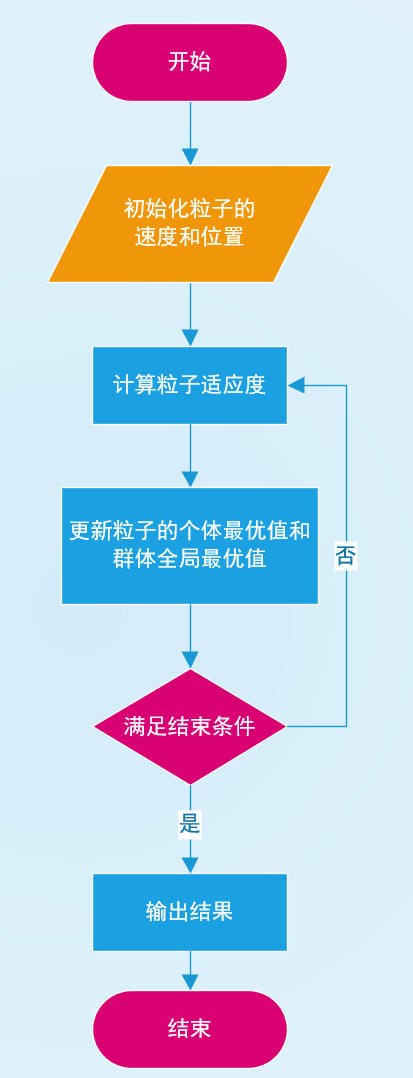 开始
初始化粒子的
速度和位置
计算粒子适应度
更新粒子的个体最优值和
群体全局最优值
否
满足结束条件
是
输出结果
结束